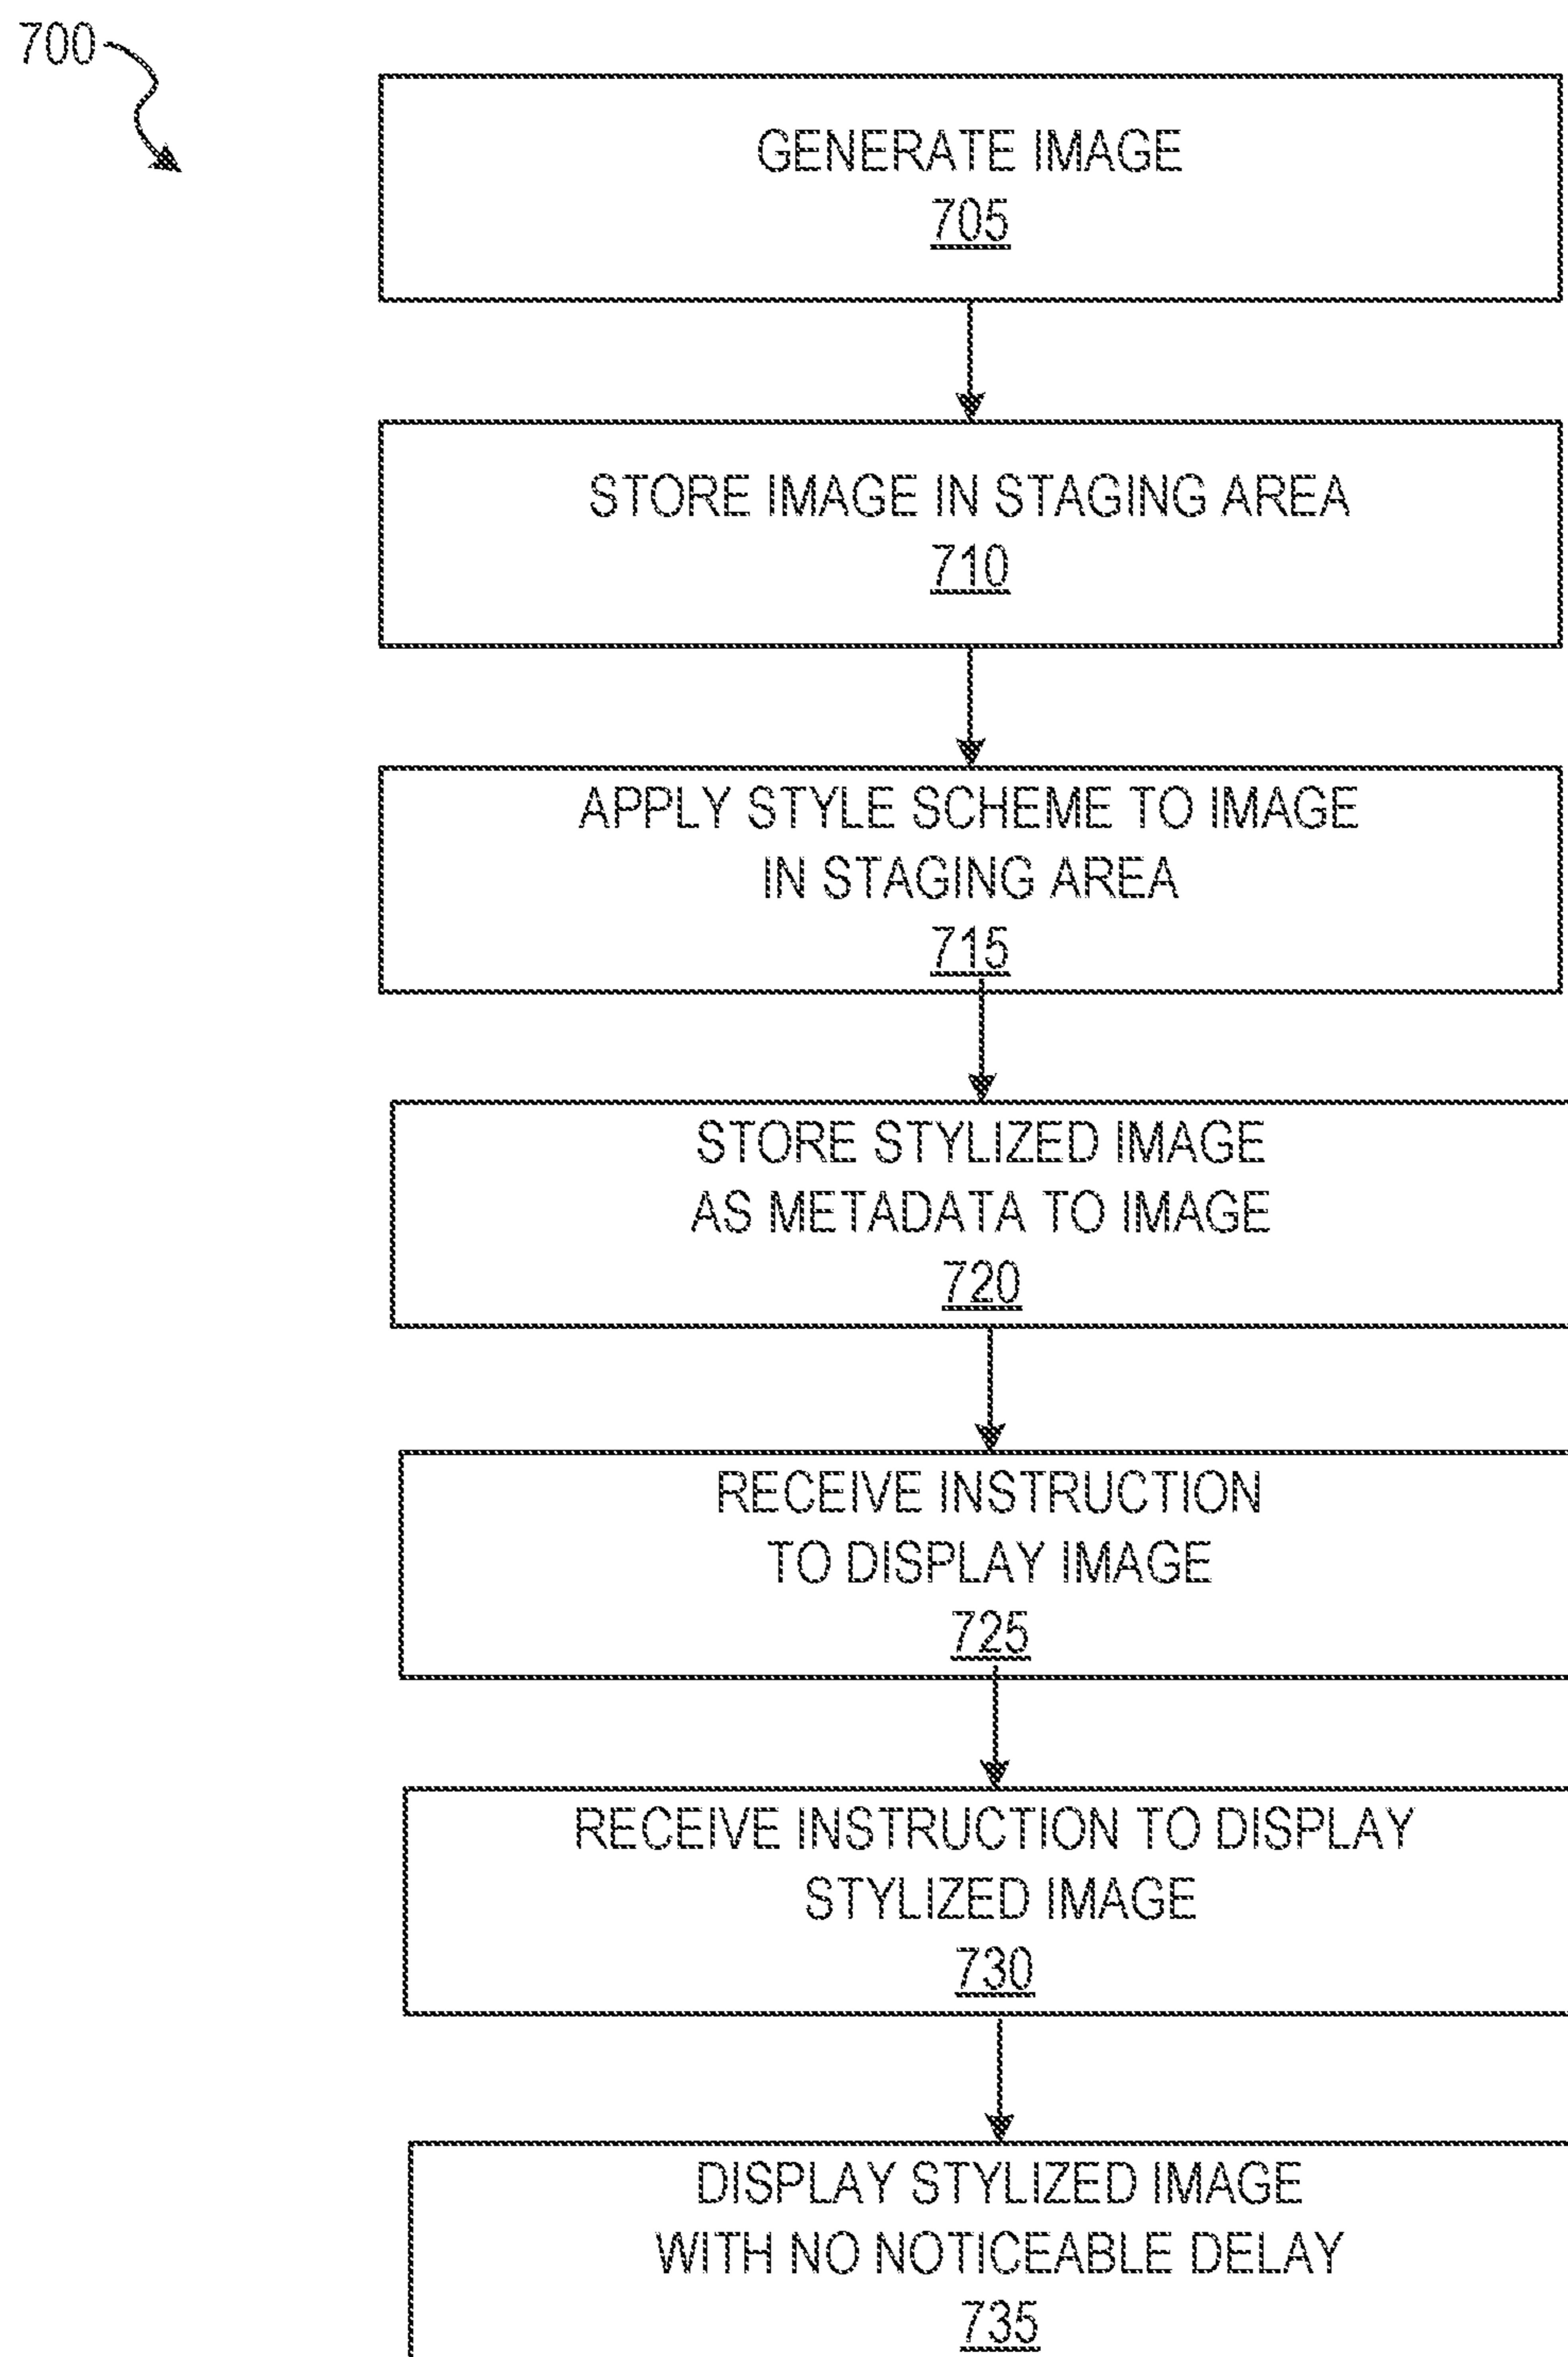 700
GENERATE IMAGE
705
STORE IMAGE IN STAGING AREA
710
APPLY STYLE SCHEME TO IMAGE
IN STAGING AREA
715
STORE STYLIZED IMAGE
AS METADATA TO IMAGE
720
RECEIVE INSTRUCTION
TO DISPLAY IMAGE
725
RECEIVE INSTRUCTION TO DISPLAY
STYLIZED IMAGE
730
DISPLAY STYLIZED IMAGE
WITH NO NOTICEABLE DELAY
735